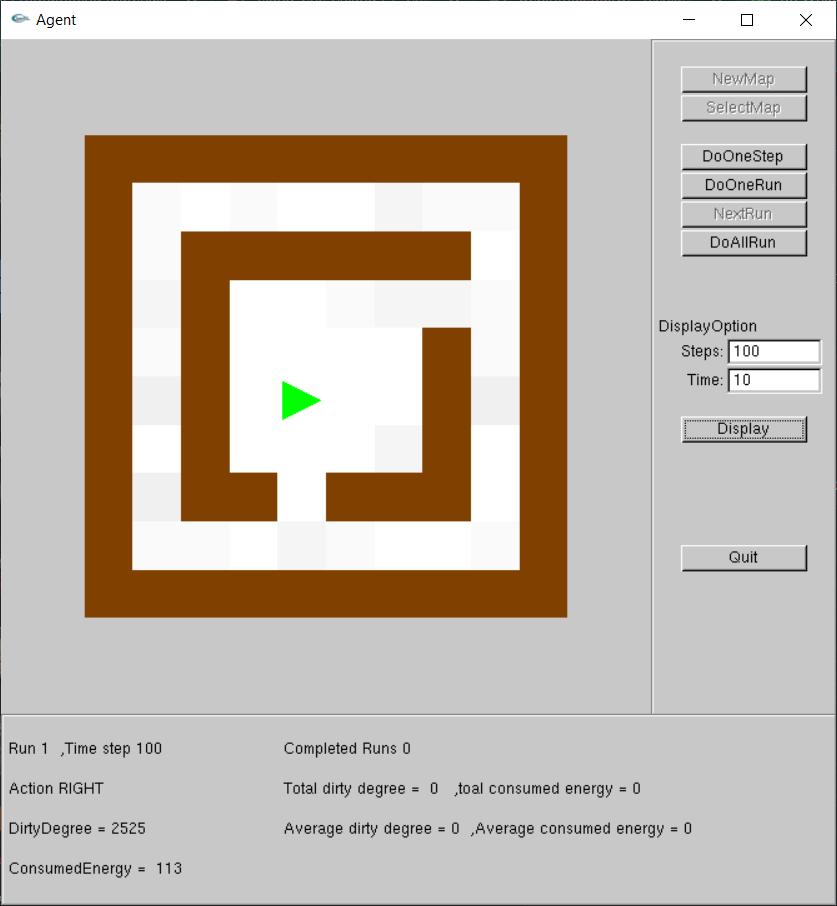 Agent
NewMap
SelectMap
DoOneStep
DoOneRun
NextRun
DoAllRun
DisplayOption
Steps: 100
Time: 10
Display
Quit
Run 1 ,Time step 100 Completed Runs 0
Action RIGHT Total dirty degree = 0 ,toal consumed energy = 0
DirtyDegree = 2525 Average dirty degree = 0 ,Average consumed energy = 0
ConsumedEnergy = 113